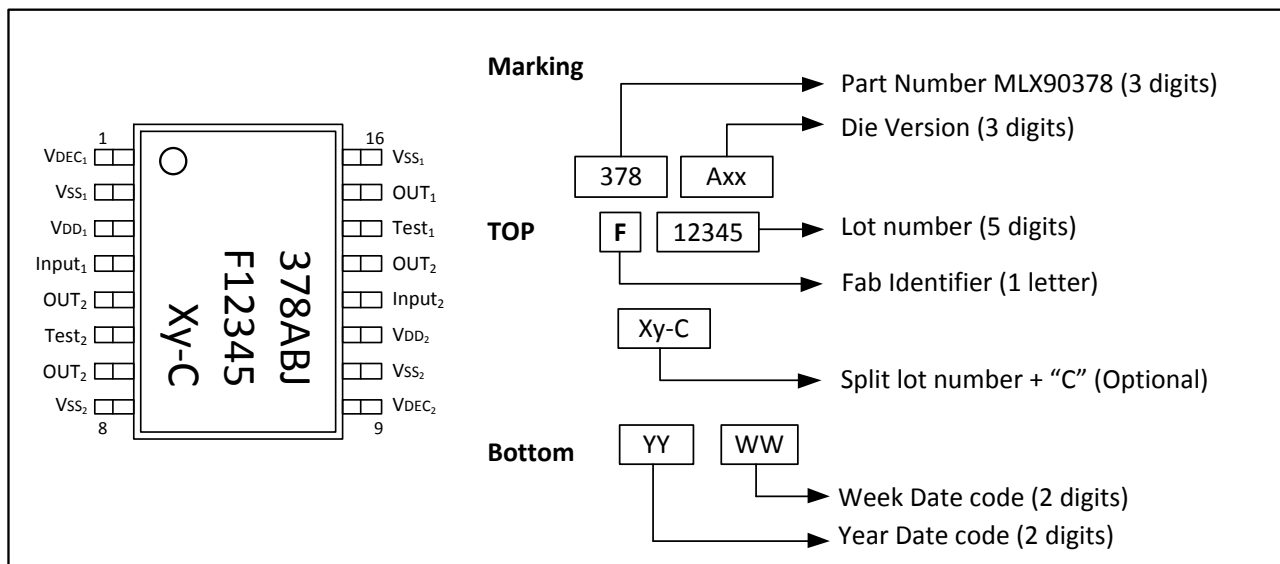 Marking
Part Number MLX90378 (3 digits)
Die Version (3 digits)
378 Axx
TOP
F 12345
Lot number (5 digits)
Fab Identifier (1 letter)
Xy-C
Split lot number + “C” (Optional)
Bottom
YY WW
Week Date code (2 digits)
Year Date code (2 digits)
1
VDEC1
VSS1
VDD1
Input1
OUT2
Test2
OUT2
VSS2
8
16
VSS1
OUT1
Test1
OUT2
Input2
VDD2
VSS2
VDEC2
9
378ABJ
F12345
Xy-C